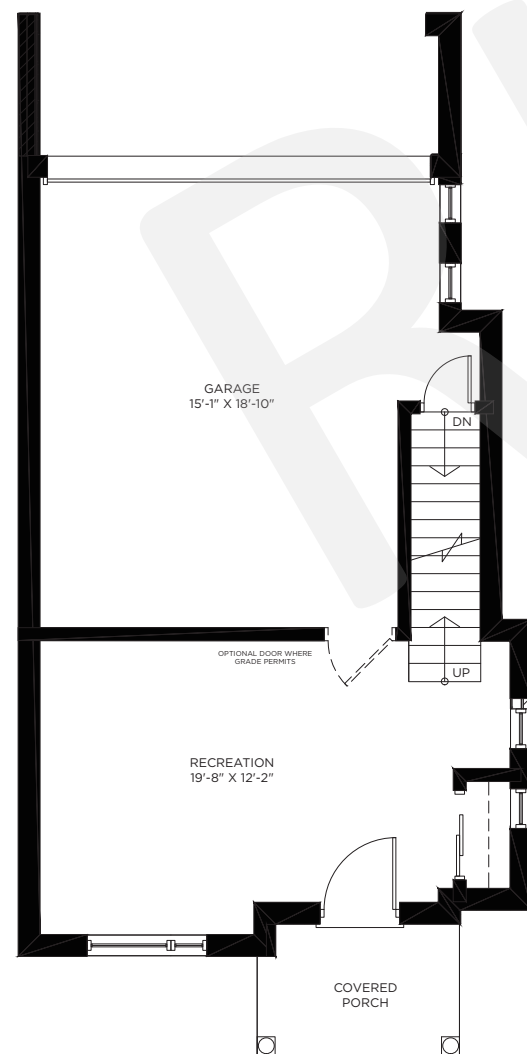 GARAGE
15'-1" X 18'-10"
DN
OPTIONAL DOOR WHERE
GRADE PERMITS
UP
RECREATION
19'-8" X 12'-2"
COVERED
PORCH